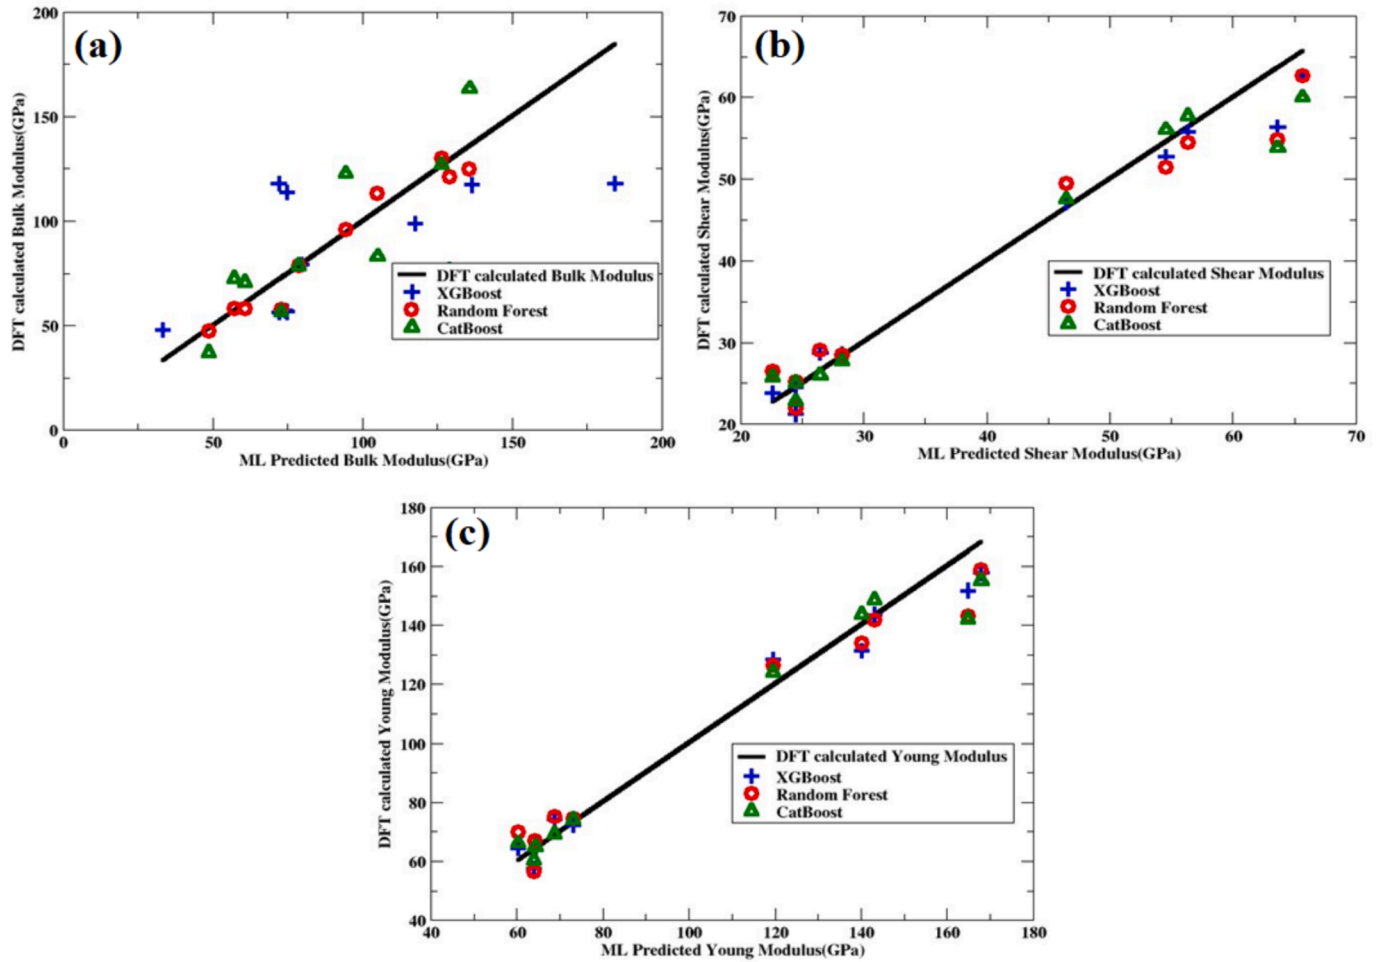 (a)
DFT calculated Bulk Modulus(GPa)
200
150
100
50
0
DFT calculated Bulk Modulus
XGBoost
Random Forest
CatBoost
0 50 100 150 200
ML Predicted Bulk Modulus(GPa)
(b)
DFT calculated Shear Modulus(GPa)
70
60
50
40
30
20
DFT calculated Shear Modulus
XGBoost
Random Forest
CatBoost
20 30 40 50 60 70
ML Predicted Shear Modulus(GPa)
(c)
DFT calculated Young Modulus(GPa)
180
160
140
120
100
80
60
40
DFT calculated Young Modulus
XGBoost
Random Forest
CatBoost
40 60 80 100 120 140 160 180
ML Predicted Young Modulus(GPa)